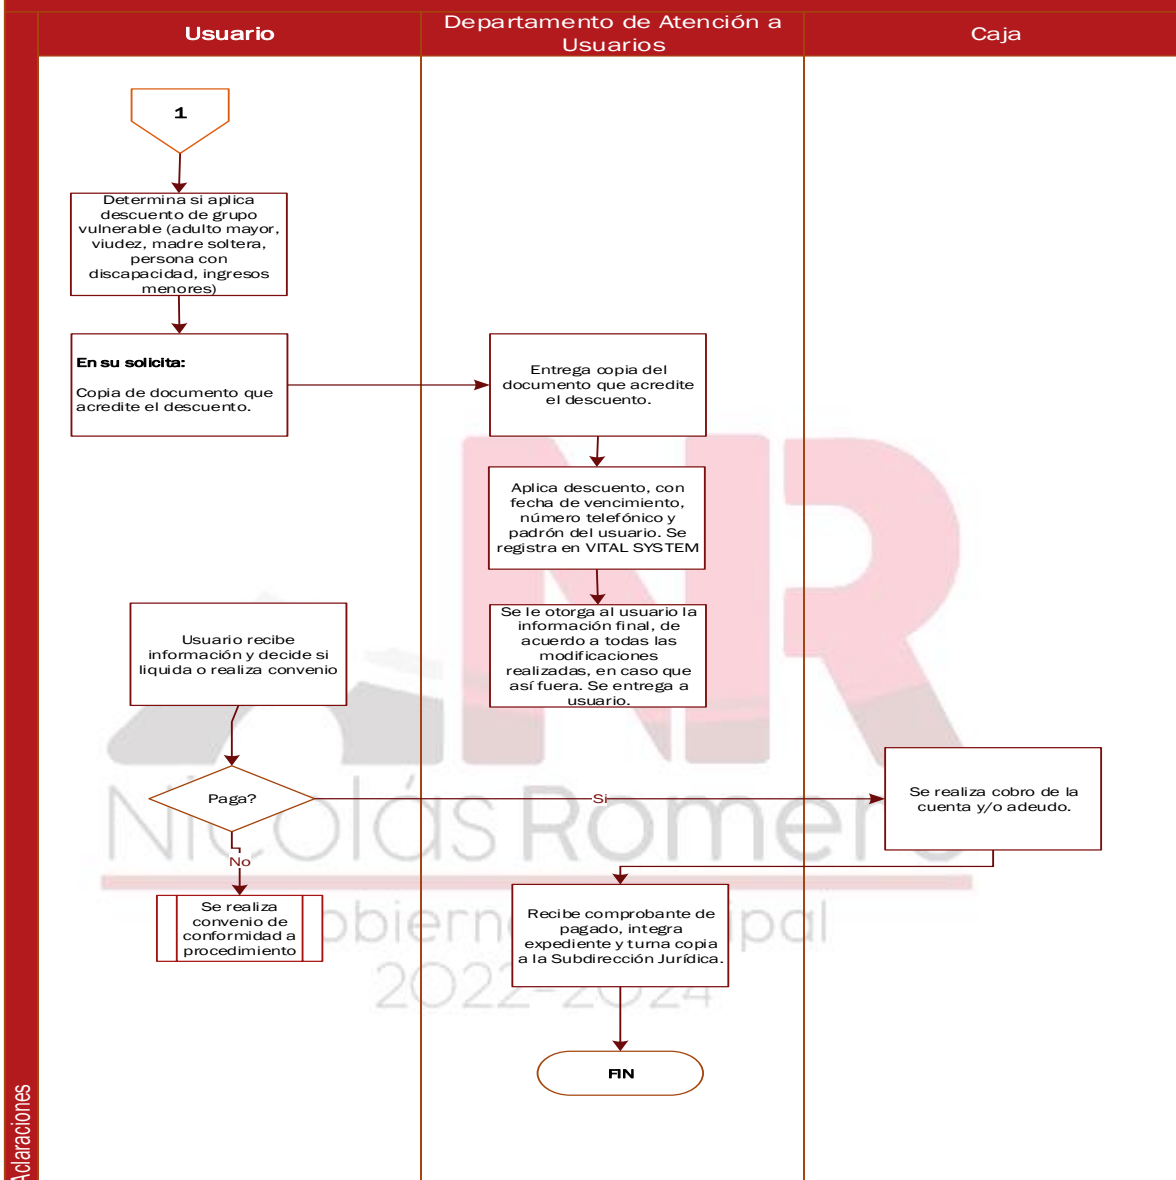 Usuario
Departamento de Atención a
Usuarios
Caja
1
Determina si aplica
descuento de grupo
vulnerable (adulto mayor,
viudez, madre soltera,
persona con
discapacidad, ingresos
menores)
En su solicita:
Copia de documento que
acredite el descuento.
Entrega copia del
documento que acredite
el descuento.
Aplica descuento, con
fecha de vencimiento,
número telefónico y
padrón del usuario. Se
registra en VITAL SYSTEM
Se le otorga al usuario la
información final, de
acuerdo a todas las
modificaciones
realizadas, en caso que
así fuera. Se entrega a
usuario.
Usuario recibe
información y decide si
liquida o realiza convenio
Paga?
Si
Se realiza cobro de la
cuenta y/o adeudo.
No
Se realiza
convenio de
conformidad a
procedimiento
Recibe comprobante de
pagado, integra
expediente y turna copia
a la Subdirección Jurídica.
FIN
Aclaraciones
NR
Nicolás Romero
2022-2024